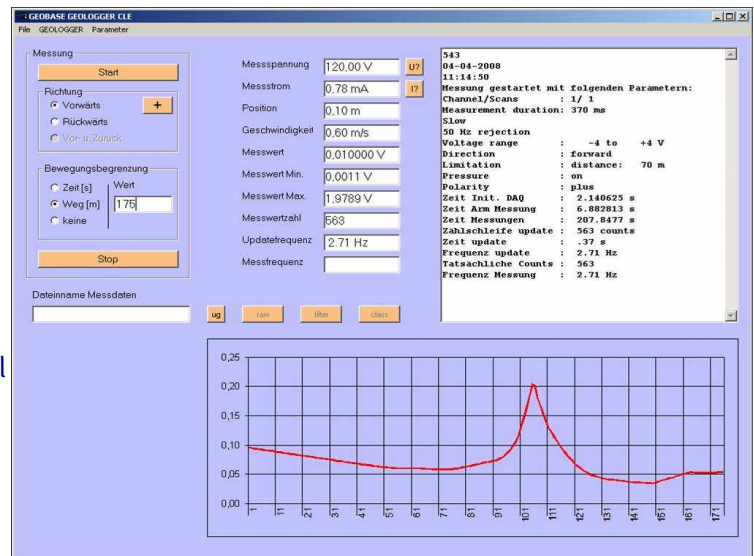 GEOBASE GEOLOGGER CLE
File GEOLOGGER Parameter
Messung
Start
Richtung
Vorwärts
+
Rückwärts
Vor- u. Zurück
Bewegungsbegrenzung
Zeit [s]
Wert
Weg [m]
175
keine
Stop
Dateinname Messdaten
Messspannung 120.00 V U?
Messstrom 0,78 mA I?
Position 0,10 m
Geschwindigkeit 0,60 m/s
Messwert 0,010000 V
Messwert Min. 0,0011 V
Messwert Max. 1,9789 V
Messwertzahl 563
Updatefrequenz 2.71 Hz
Messfrequenz
ug raw filter class
543
04-04-2008
11:14:50
Messung gestartet mit folgenden Parametern:
Channel/Scans : 1/ 1
Measurement duration: 370 ms
Slow
50 Hz rejection
Voltage range : -4 to +4 V
Direction : forward
Limitation : distance: 70 m
Pressure : on
Polarity : plus
Zeit Init. DAQ : 2.140625 s
Zeit Arm Messung : 6.882813 s
Zeit Messungen : 207.8477 s
Zählschleife update : 563 counts
Zeit update : .37 s
Frequenz update : 2.71 Hz
Tatsächliche Counts : 563
Frequenz Messung : 2.71 Hz
l
0,25
0,20
0,15
0,10
0,05
0,00
1 11 21 31 41 51 61 71 81 91 101 111 121 131 141 151 161 171